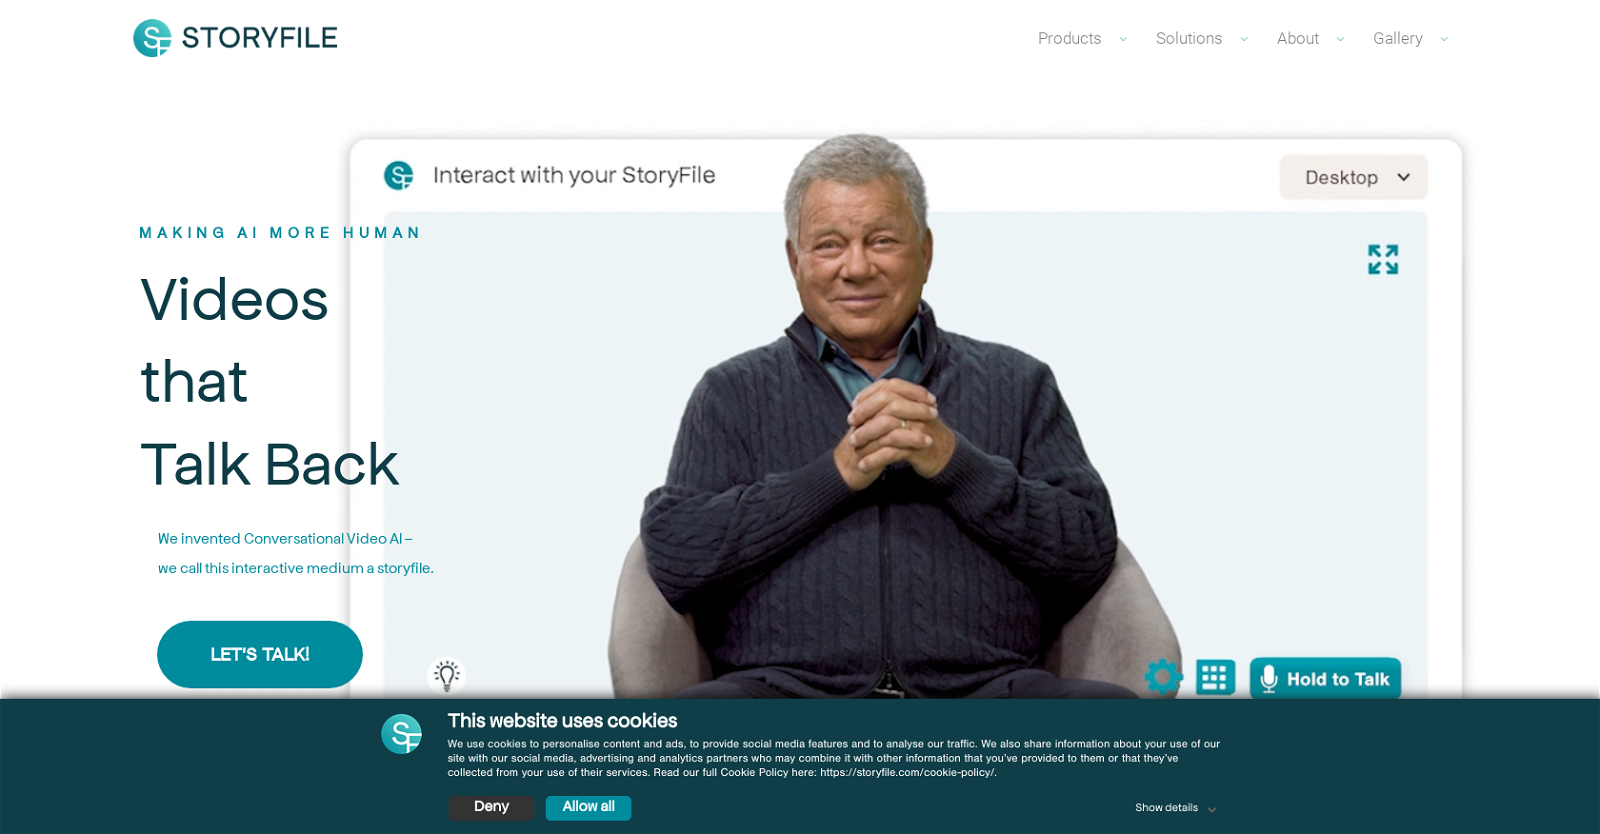 STORYFILE
Products
Solutions
About
Gallery
SF
Interact with your StoryFile
Desktop
MAKING AI MORE HUMAN
Videos
that
Talk Back
We invented Conversational Video AI –
we call this interactive medium a storyfile.
LET'S TALK!
Hold to Talk
SF
This website uses cookies
We use cookies to personalise content and ads, to provide social media features and to analyse our traffic. We also share information about your use of our
site with our social media, advertising and analytics partners who may combine it with other information that you've provided to them or that they've
collected from your use of their services. Read our full Cookie Policy here: https://storyfile.com/cookie-policy/.
Deny
Allow all
Show details